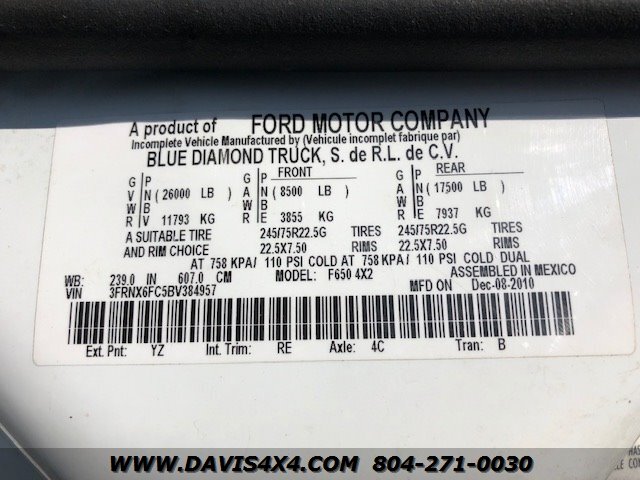 A product of FORD MOTOR COMPANY
Incomplete Vehicle Manufactured by (Vehicule incomplet fabrique par)
BLUE DIAMOND TRUCK, S. de R.L. de C.V.
FRONT REAR
G P G P G P
V N (26000 LB) A N (8500 LB) A N (17500 LB)
W B W B W B
R V 11793 KG R E 3855 KG R E 7937 KG
A SUITABLE TIRE 245/75R22.5G TIRES 245/75R22.5G TIRES
AND RIM CHOICE 22.5X7.50 RIMS 22.5X7.50 RIMS
AT 758 KPA/ 110 PSI COLD AT 758 KPA/ 110 PSI COLD DUAL
WB: 239.0 IN 607.0 CM MODEL: F650 4X2 ASSEMBLED IN MEXICO
VIN 3FRNX6FC5BV384957 MFG ON: Dec-08-2010
Ext. Pnt: YZ Int. Trim: RE Axle: 4C Tran: B
WWW.DAVIS4X4.COM 804-271-0030